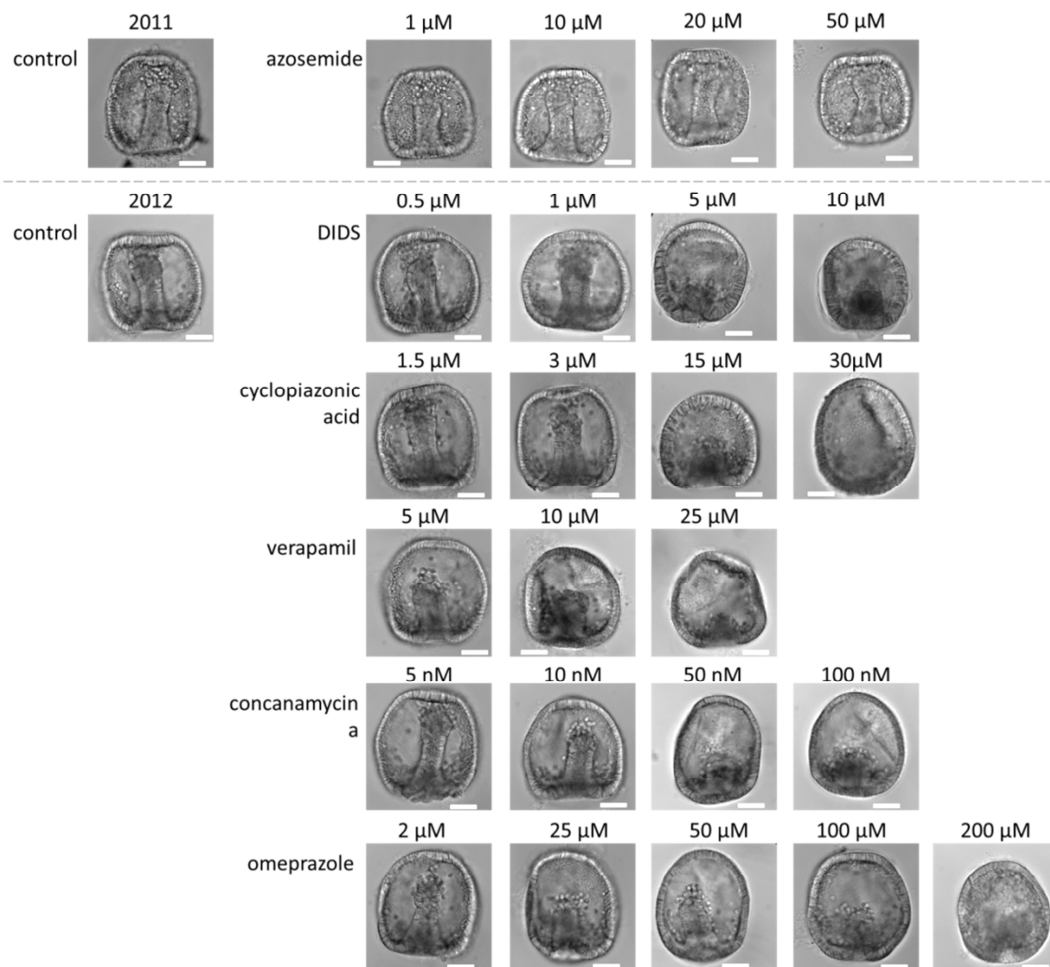 2011
1 µM
10 µM
20 µM
50 µM
control
azosemide
2012
0.5 µM
1 µM
5 µM
10 µM
control
DIDS
1.5 µM
3 µM
15 µM
30µM
cyclopiazonic
acid
5 µM
10 µM
25 µM
verapamil
5 nM
10 nM
50 nM
100 nM
concanamycin
a
2 µM
25 µM
50 µM
100 µM
200 µM
omeprazole